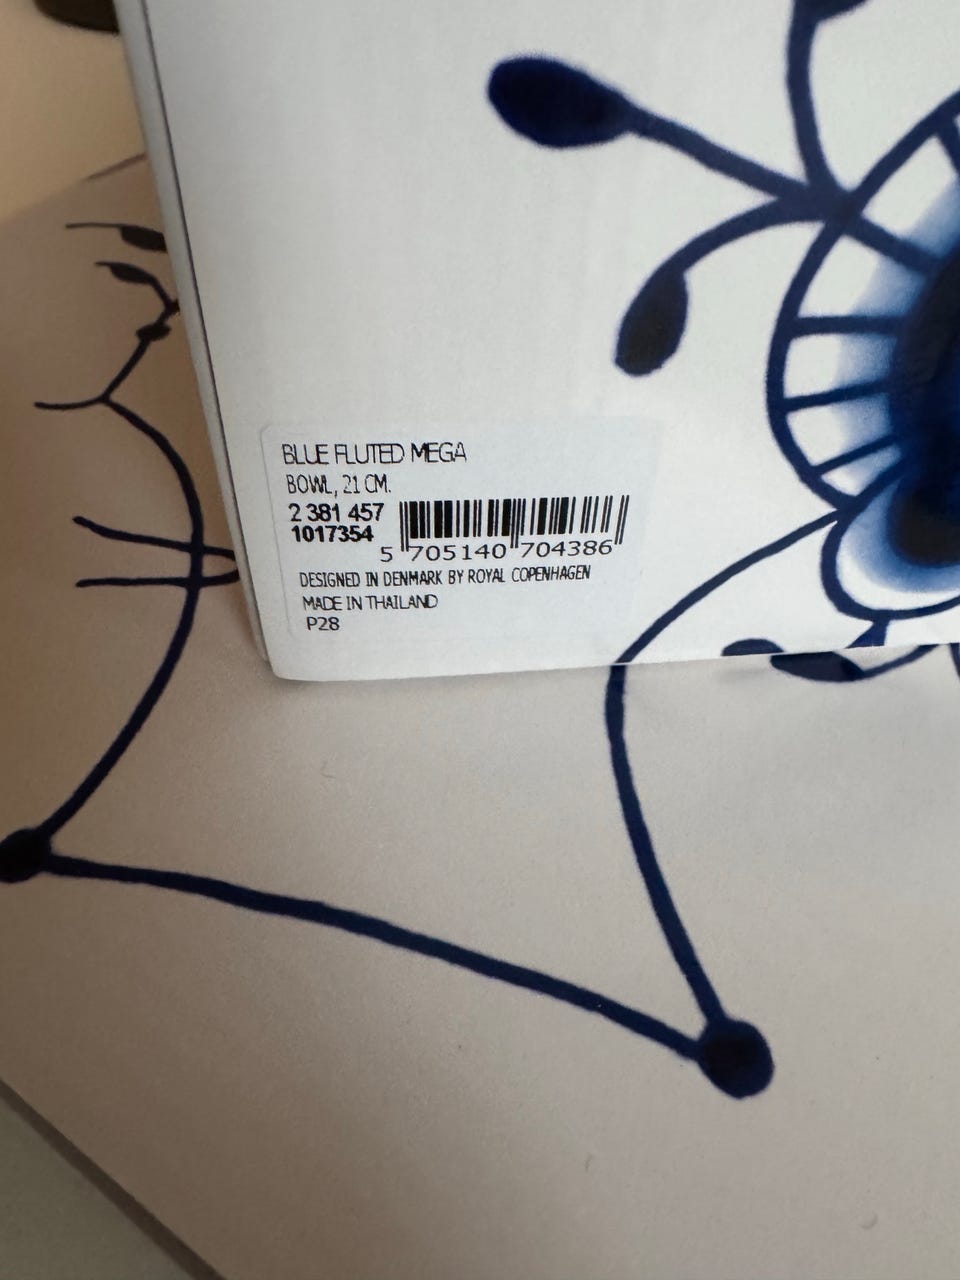 BLUE FLUTED MEGA
BOWL, 21 CM.
2 381 457
1017354
5 705140 704386
DESIGNED IN DENMARK BY ROYAL COPENHAGEN
MADE IN THAILAND
P28